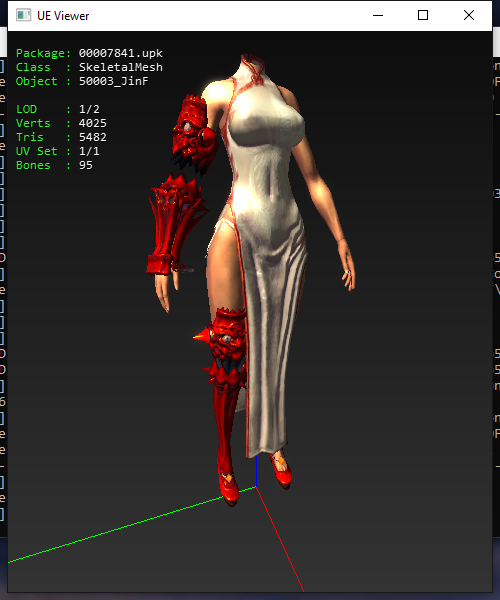 UE Viewer
Package: 00007841.upk
Class : SkeletalMesh
Object : 50003_JinF
LOD : 1/2
Verts : 4025
Tris : 5482
UV Set : 1/1
Bones : 95